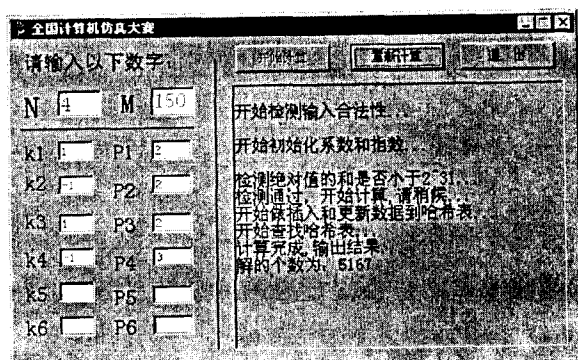 全国计算机仿真大赛
请输入以下数字:
N 4 M 150
k1 1 P1 2
k2 -1 P2 2
k3 1 P3 2
k4 -1 P4 3
k5 P5
k6 P6
开始计算 重新计算 退出
开始检测输入合法性...
开始初始化系数和指数...
检测绝对值的和是否小于2^31
检测通过, 开始计算,请稍候,
开始做插入和更新数据到哈希表
开始查找哈希表...
计算完成,输出结果
解的个数为: 5167